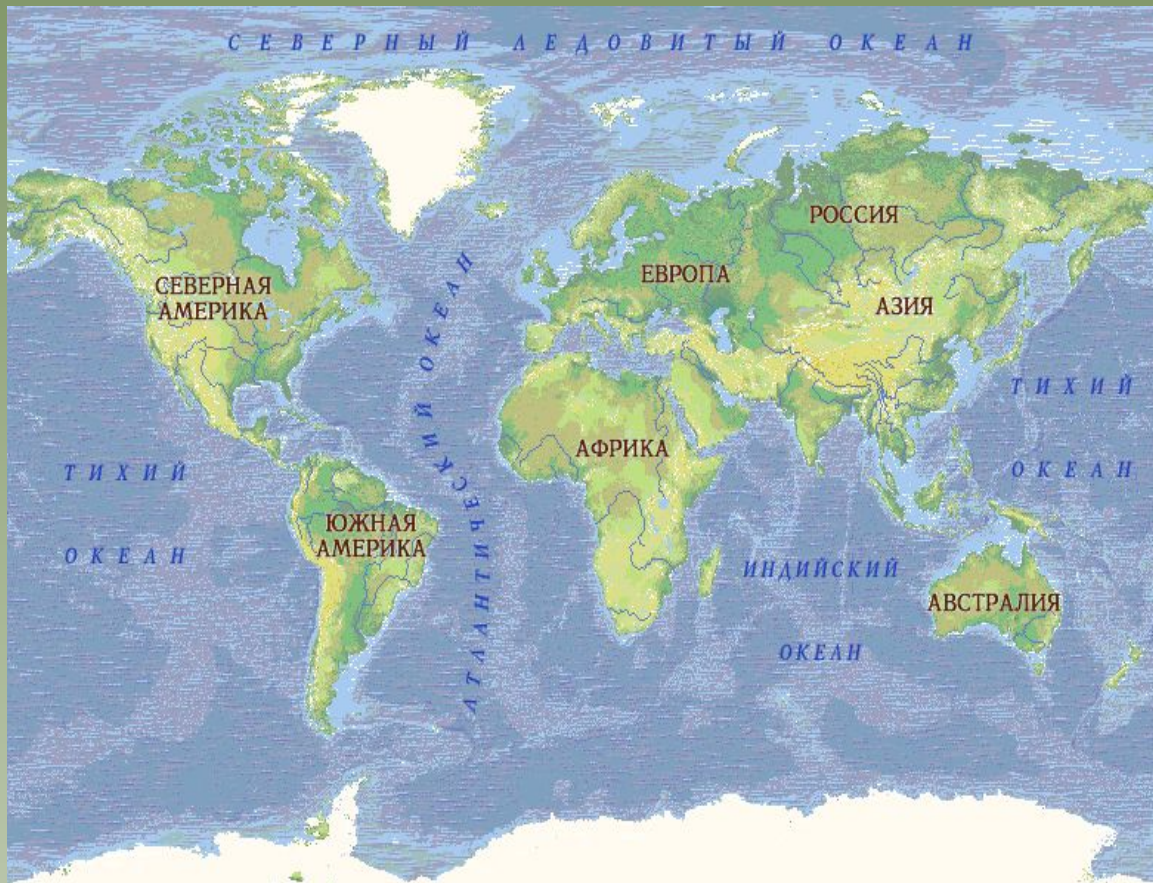 СЕВЕРНЫЙ ЛЕДОВИТЫЙ ОКЕАН
РОССИЯ
ЕВРОПА
СЕВЕРНАЯ
АМЕРИКА
АЗИЯ
АТЛАНТИЧЕСКИЙ ОКЕАН
ТИХИЙ
ОКЕАН
АФРИКА
ТИХИЙ
ОКЕАН
ЮЖНАЯ
АМЕРИКА
ИНДИЙСКИЙ
ОКЕАН
АВСТРАЛИЯ